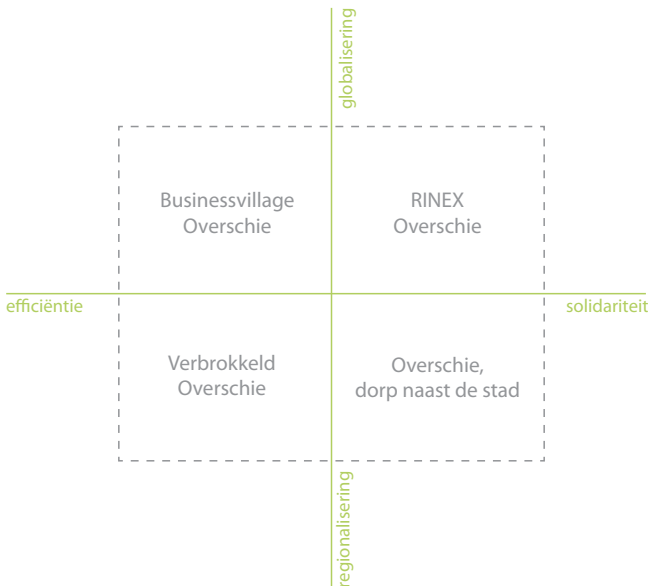 globalisering
Businessvillage
Overschie
RINEX
Overschie
efficiëntie
solidariteit
Verbrokkeld
Overschie
Overschie,
dorp naast de stad
regionalisering